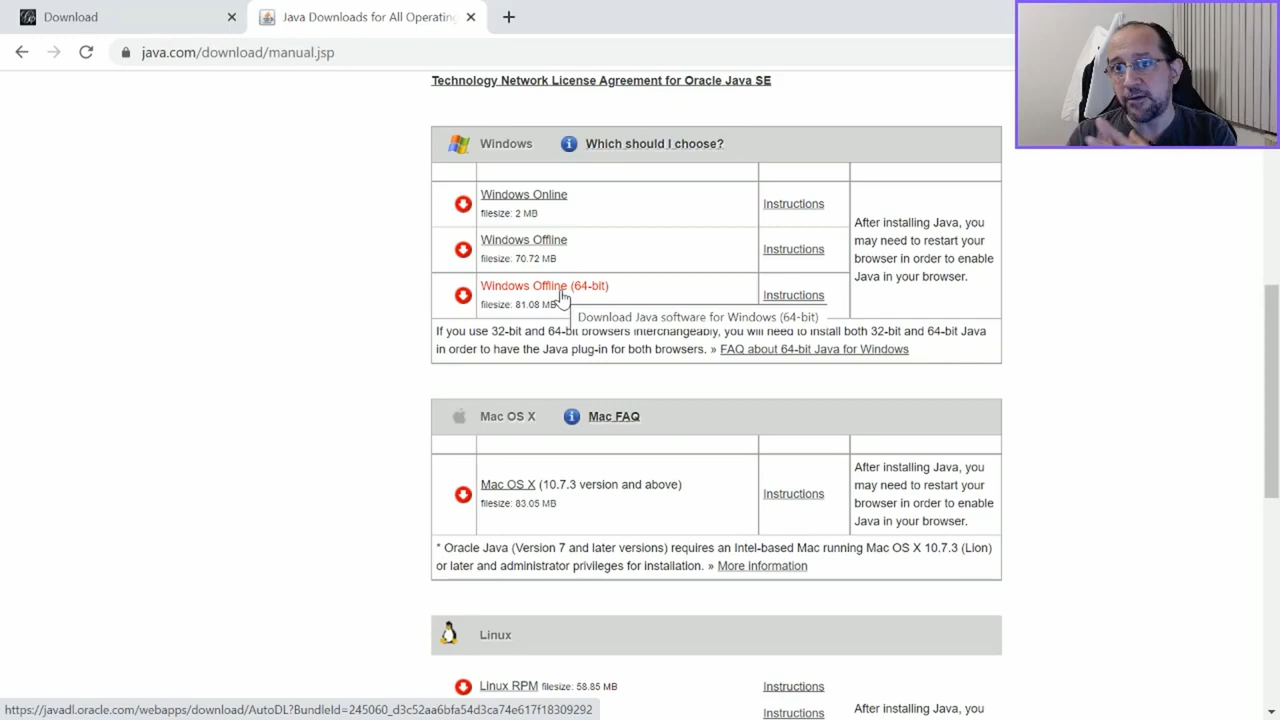 Download
Java Downloads for All Operating
java.com/download/manual.jsp
Technology Network License Agreement for Oracle Java SE
Windows
Which should I choose?
Windows Online
filesize: 2 MB
Instructions
Windows Offline
filesize: 70.72 MB
Instructions
Windows Offline (64-bit)
filesize: 81.08 MB
Instructions
After installing Java, you
may need to restart your
browser in order to enable
Java in your browser.
Download Java software for Windows (64-bit)
If you use 32-bit and 64-bit browsers interchangeably, you will need to install both 32-bit and 64-bit Java
in order to have the Java plug-in for both browsers. » FAQ about 64-bit Java for Windows
Mac OS X
Mac FAQ
Mac OS X (10.7.3 version and above)
filesize: 83.05 MB
Instructions
After installing Java, you
may need to restart your
browser in order to enable
Java in your browser.
* Oracle Java (Version 7 and later versions) requires an Intel-based Mac running Mac OS X 10.7.3 (Lion)
or later and administrator privileges for installation. » More information
Linux
Linux RPM filesize: 58.85 MB
Instructions
Instructions
After installing Java, you
https://javadl.oracle.com/webapps/download/AutoDL?BundleId=245060_d3c52aa6bfa54d3ca74e617f18309292